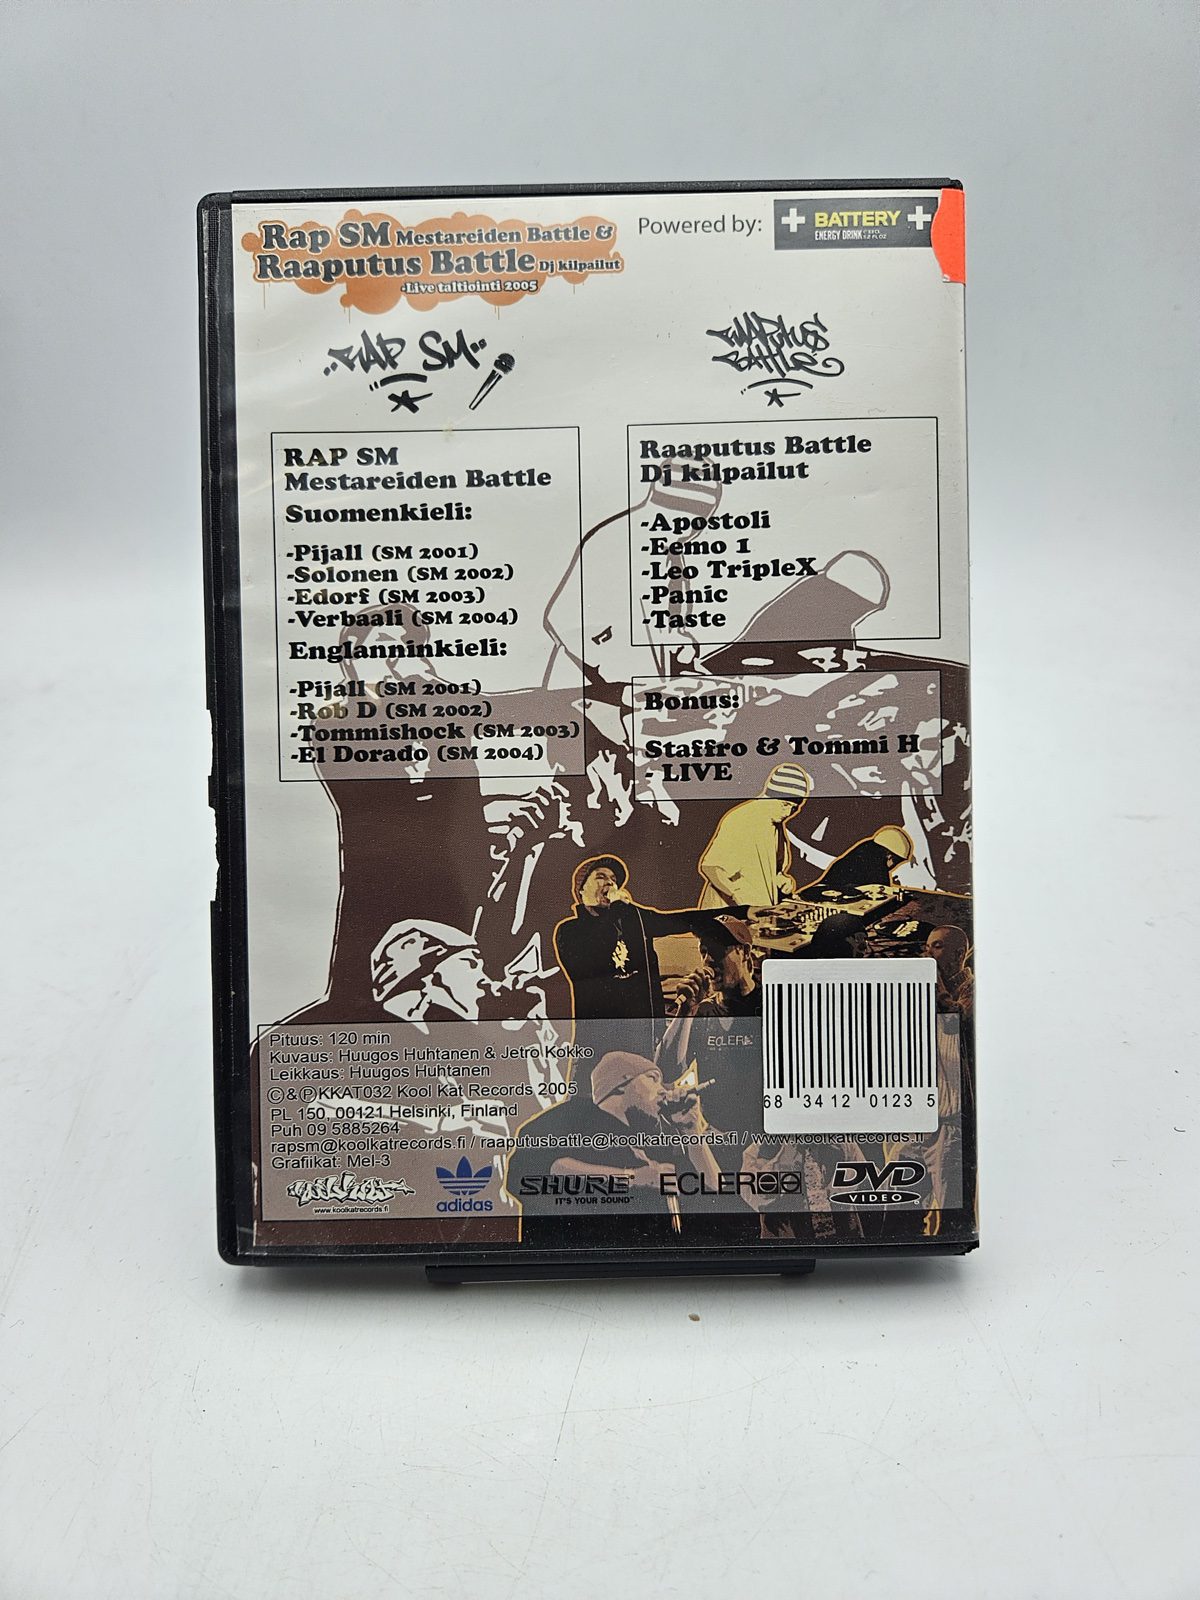 Rap SM Mestareiden Battle &
Raaputus Battle Dj kilpailut
-Live taltiointi 2005
Powered by:
BATTERY
ENERGY DRINK
RAP SM
RAAPUTUS
BATTLE
RAP SM
Mestareiden Battle
Suomenkieli:
-Pijall (SM 2001)
-Solonen (SM 2002)
-Edorf (SM 2003)
-Verbaali (SM 2004)
Englanninkieli:
-Pijall (SM 2001)
-Rob D (SM 2002)
-Tommishock (SM 2003)
-El Dorado (SM 2004)
Raaputus Battle
Dj kilpailut
-Apostoli
-Eemo 1
-Leo TripleX
-Panic
-Taste
Bonus:
Staffro & Tommi H
- LIVE
ECLER
Pituus: 120 min
Kuvaus: Huugos Huhtanen & Jetro Kokko
Leikkaus: Huugos Huhtanen
©&℗KKAT032 Kool Kat Records 2005
PL 150, 00121 Helsinki, Finland
Puh 09 5885264
rapsm@koolkatrecords.fi / raaputusbattle@koolkatrecords.fi / www.koolkatrecords.fi
Grafiikat: Mel-3
68 3412 0123 5
www.koolkatrecords.fi
adidas
SHURE
IT'S YOUR SOUND™
ECLER
DVD
VIDEO